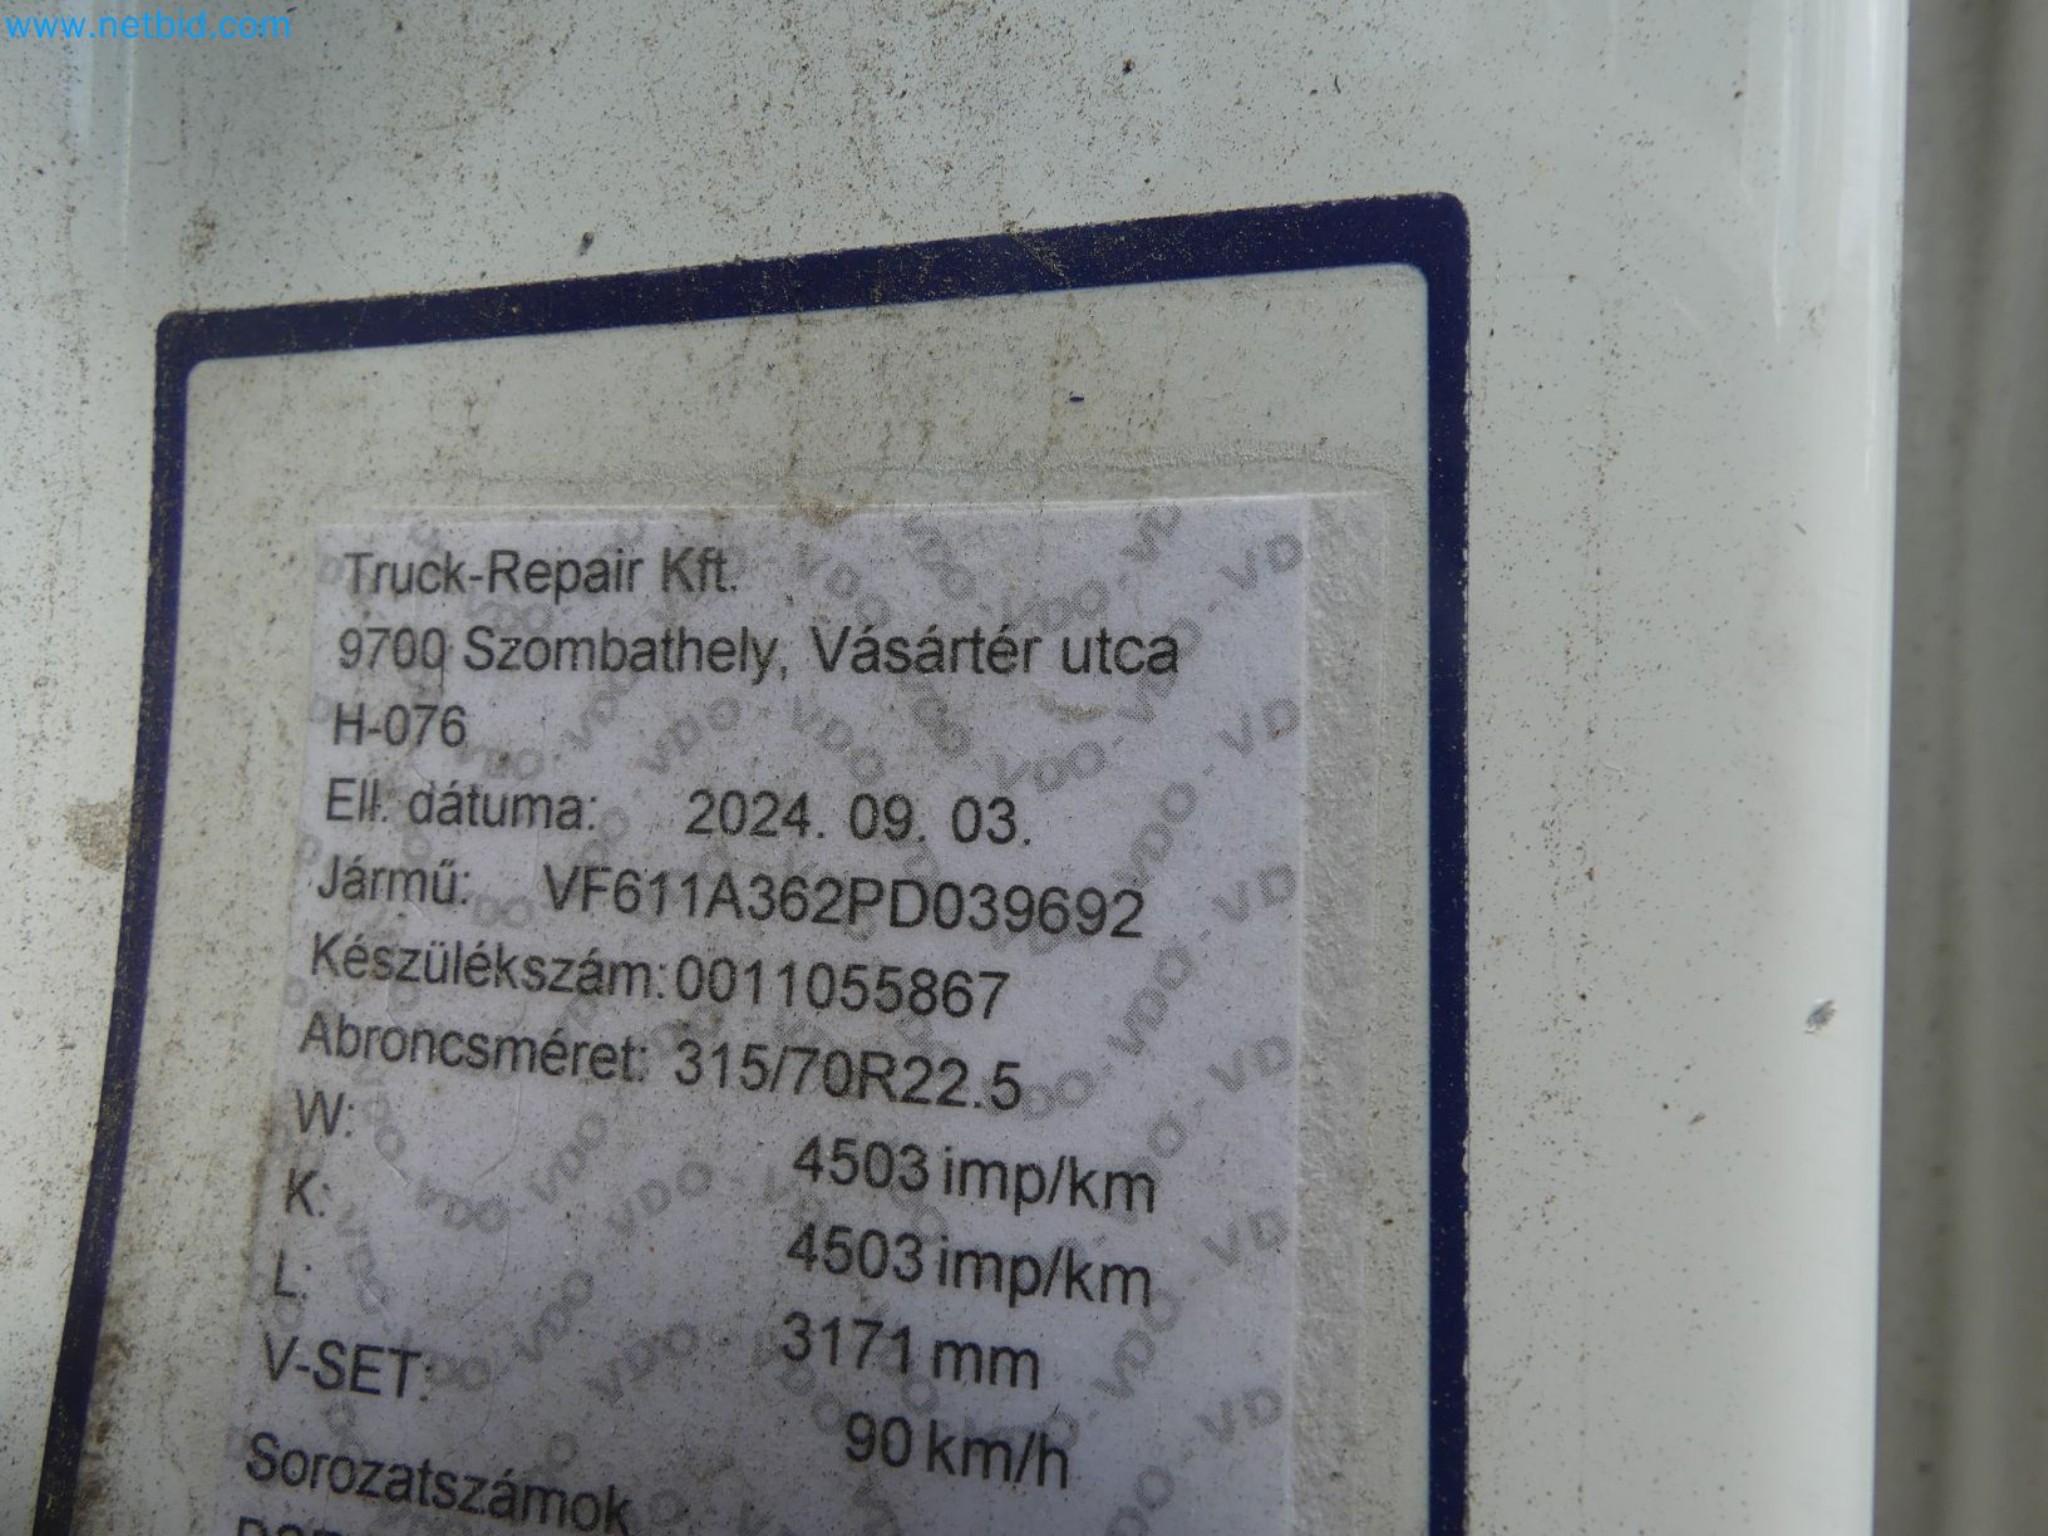 www.netbid.com
Truck-Repair Kft.
9700 Szombathely, Vásártér utca
H-076
Ell. dátuma: 2024. 09. 03.
Jármű: VF611A362PD039692
Készülékszám: 0011055867
Abroncsméret: 315/70R22.5
W: 4503 imp/km
K: 4503 imp/km
L: 3171 mm
V-SET: 90 km/h
Sorozatszámok